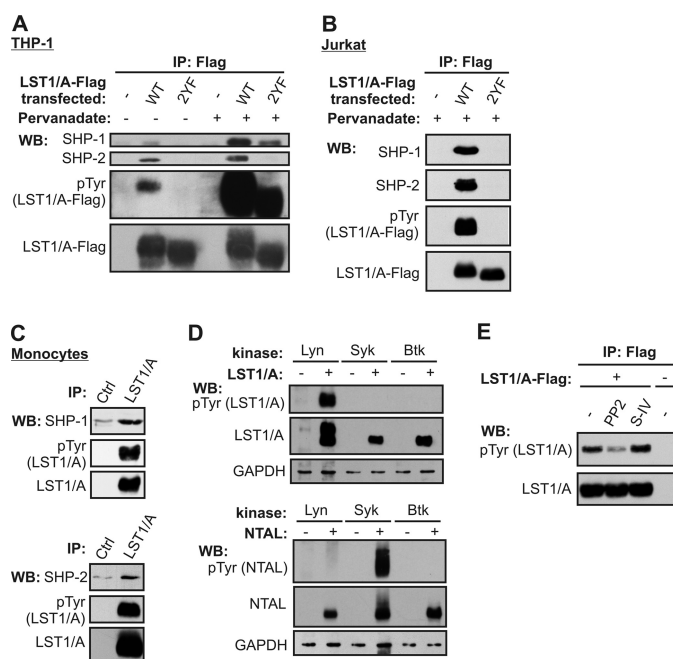 A
THP-1
IP: Flag
LST1/A-Flag transfected: - WT 2YF - WT 2YF
Pervanadate: - - - + + +
WB: SHP-1
SHP-2
pTyr
(LST1/A-Flag)
LST1/A-Flag
B
Jurkat
IP: Flag
LST1/A-Flag transfected: - WT 2YF
Pervanadate: + + +
WB: SHP-1
SHP-2
pTyr
(LST1/A-Flag)
LST1/A-Flag
C
Monocytes
IP: Ctrl LST1/A
WB: SHP-1
pTyr
(LST1/A)
LST1/A
IP: Ctrl LST1/A
WB: SHP-2
pTyr
(LST1/A)
LST1/A
D
kinase: Lyn Syk Btk
LST1/A: - + - + - +
WB:
pTyr (LST1/A)
LST1/A
GAPDH
kinase: Lyn Syk Btk
NTAL: - + - + - +
WB:
pTyr (NTAL)
NTAL
GAPDH
E
IP: Flag
LST1/A-Flag: + -
- PP2 S-IV -
WB:
pTyr (LST1/A)
LST1/A